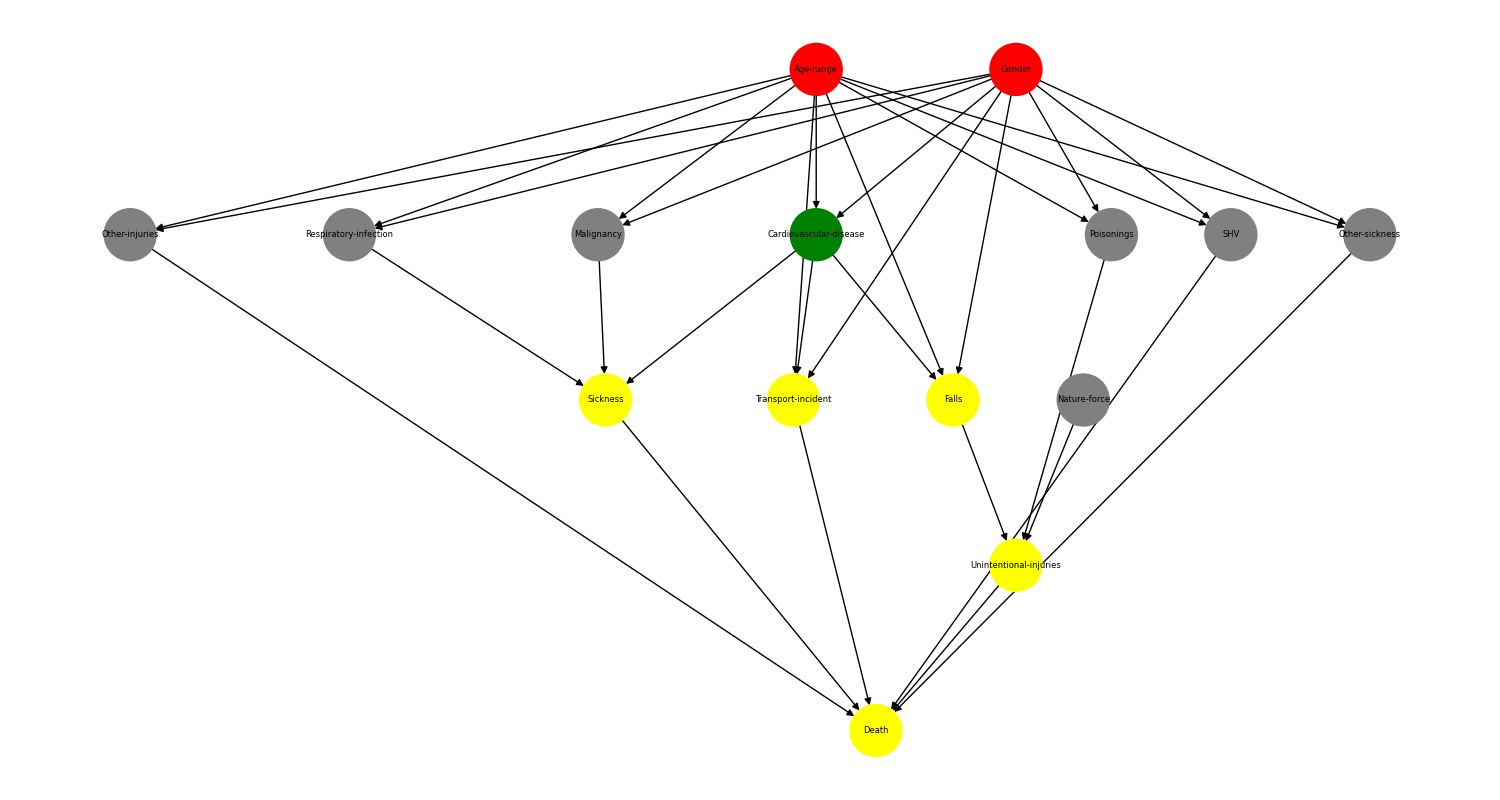 Age-range
Gender
Other-injuries
Respiratory-infection
Malignancy
Cardiovascular-disease
Poisonings
SHV
Other-sickness
Sickness
Transport-incident
Falls
Nature-force
Unintentional-injuries
Death